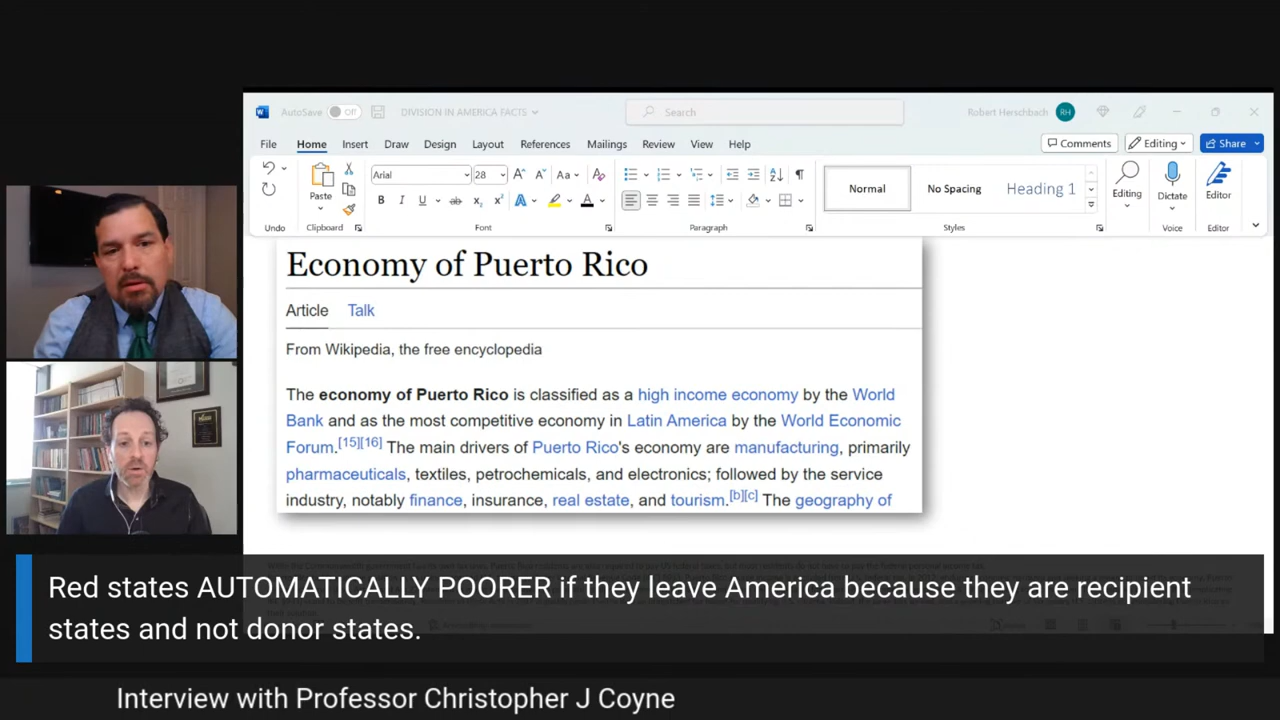 AutoSave Off DIVISION IN AMERICA FACTS Search Robert Herschbach RH
File Home Insert Draw Design Layout References Mailings Review View Help Comments Editing Share
Paste Arial 28 Aa Normal No Spacing Heading 1 Editing Dictate Editor
Undo Clipboard Font Paragraph Styles Voice Editor
Economy of Puerto Rico
Article Talk
From Wikipedia, the free encyclopedia
The economy of Puerto Rico is classified as a high income economy by the World
Bank and as the most competitive economy in Latin America by the World Economic
Forum.[15][16] The main drivers of Puerto Rico's economy are manufacturing, primarily
pharmaceuticals, textiles, petrochemicals, and electronics; followed by the service
industry, notably finance, insurance, real estate, and tourism.[b][c] The geography of
Red states AUTOMATICALLY POORER if they leave America because they are recipient
states and not donor states.
Interview with Professor Christopher J Coyne